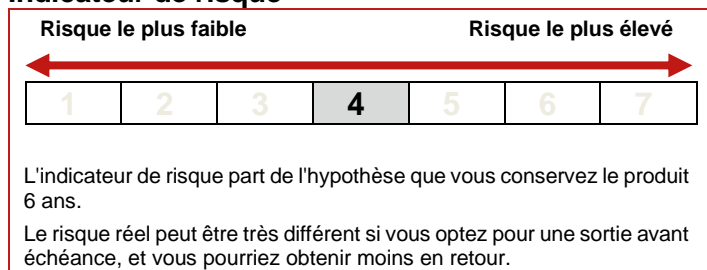 Indicateur de risque
Risque le plus faible Risque le plus élevé
1 2 3 4 5 6 7
L'indicateur de risque part de l'hypothèse que vous conservez le produit
6 ans.
Le risque réel peut être très différent si vous optez pour une sortie avant
échéance, et vous pourriez obtenir moins en retour.